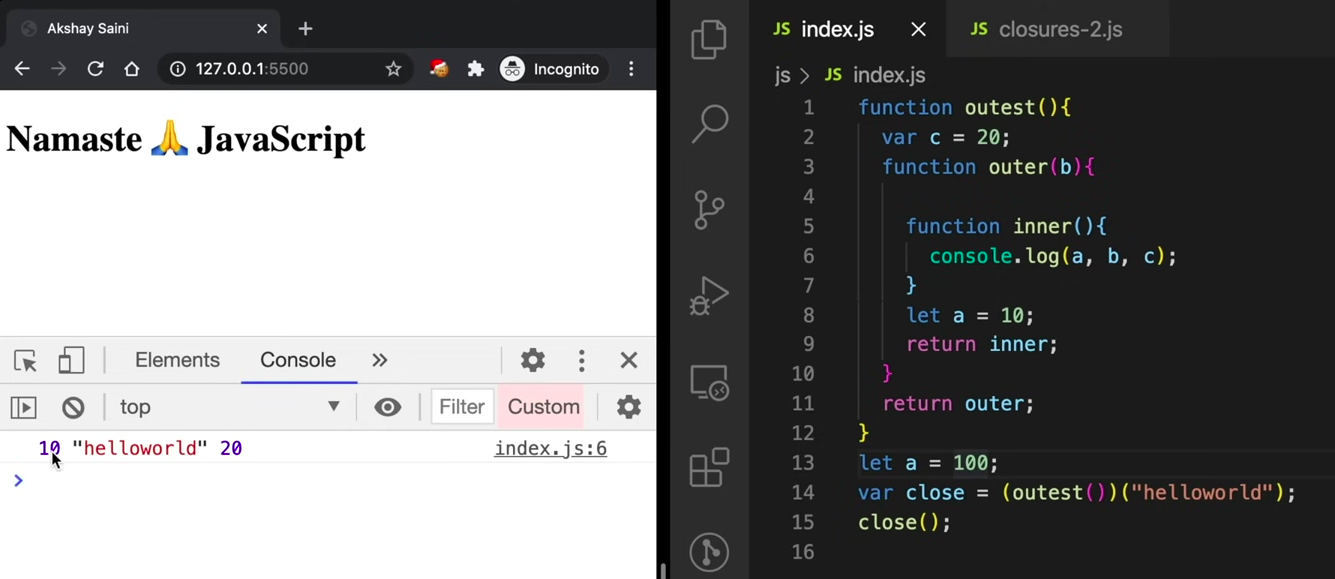 Akshay Saini
127.0.0.1:5500
Incognito
Namaste 🙏 JavaScript
Elements Console
top Filter Custom
10 "helloworld" 20 index.js:6
JS index.js JS closures-2.js
js > JS index.js
1 function outest(){
2   var c = 20;
3   function outer(b){
4
5     function inner(){
6       console.log(a, b, c);
7     }
8     let a = 10;
9     return inner;
10   }
11   return outer;
12 }
13 let a = 100;
14 var close = (outest())("helloworld");
15 close();
16